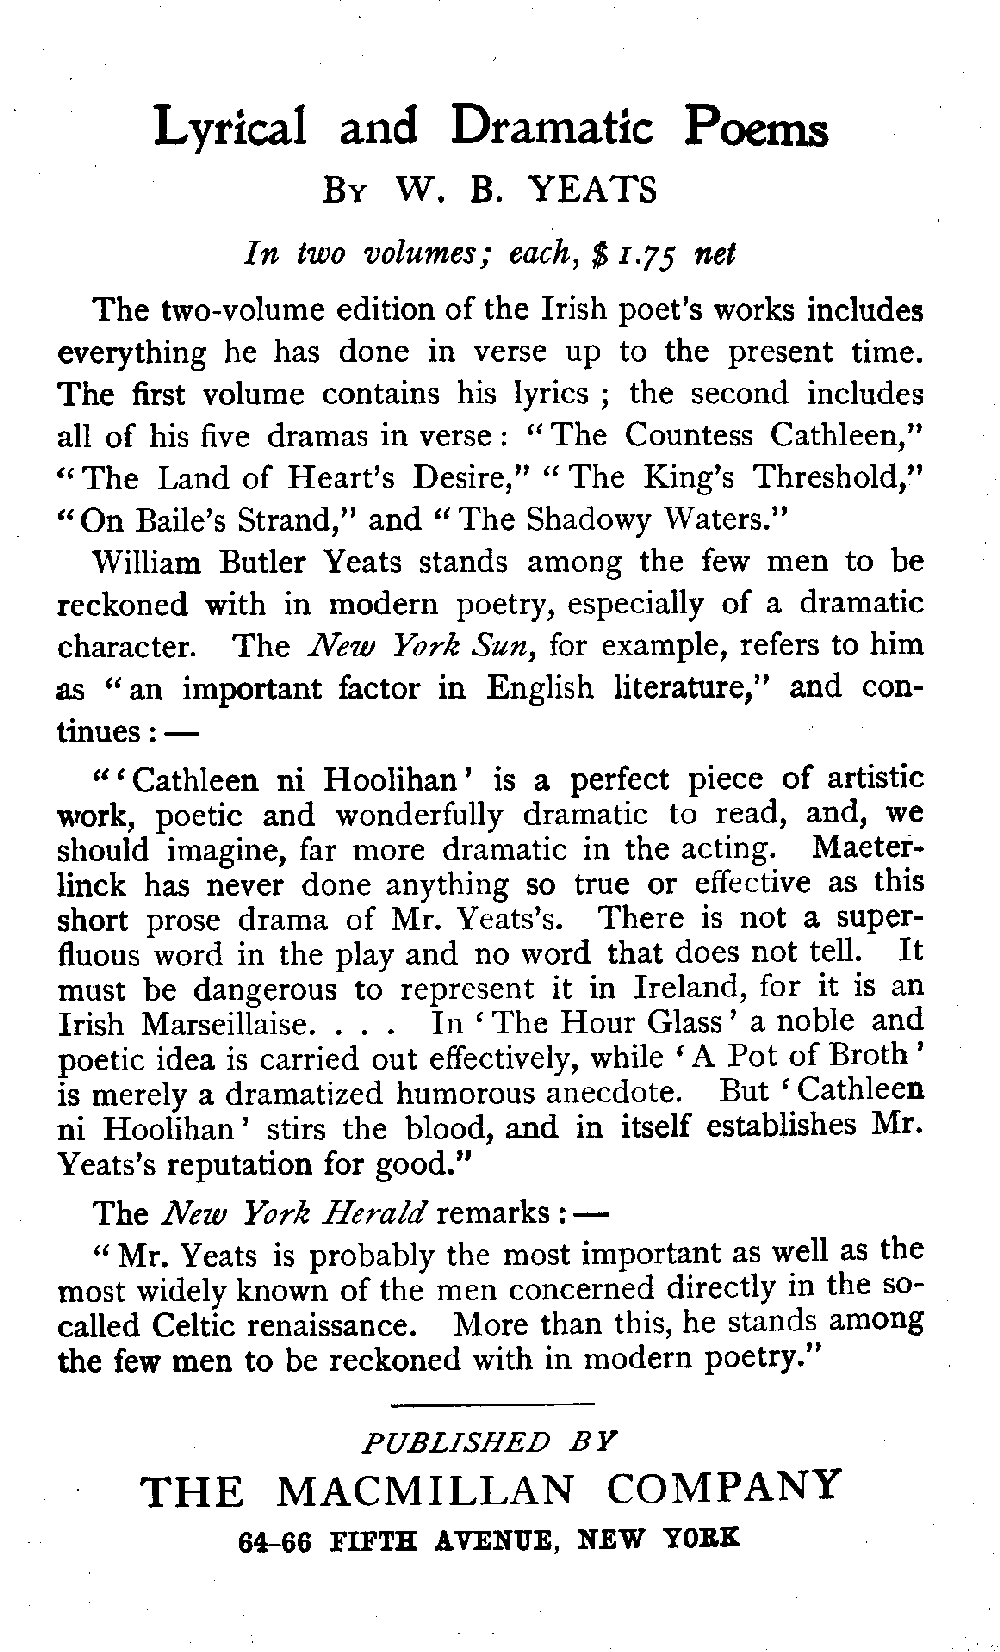 Lyrical and Dramatic Poems
By W. B. YEATS
In two volumes; each, $1.75 net
The two-volume edition of the Irish poet's works includes
everything he has done in verse up to the present time.
The first volume contains his lyrics ; the second includes
all of his five dramas in verse : “ The Countess Cathleen,”
“ The Land of Heart's Desire,” “ The King's Threshold,”
“ On Baile's Strand,” and “ The Shadowy Waters.”
William Butler Yeats stands among the few men to be
reckoned with in modern poetry, especially of a dramatic
character. The New York Sun, for example, refers to him
as “ an important factor in English literature,” and con-
tinues : —
“ ‘ Cathleen ni Hoolihan ’ is a perfect piece of artistic
work, poetic and wonderfully dramatic to read, and, we
should imagine, far more dramatic in the acting. Maeter-
linck has never done anything so true or effective as this
short prose drama of Mr. Yeats's. There is not a super-
fluous word in the play and no word that does not tell. It
must be dangerous to represent it in Ireland, for it is an
Irish Marseillaise. . . . In ‘ The Hour Glass ’ a noble and
poetic idea is carried out effectively, while ‘ A Pot of Broth ’
is merely a dramatized humorous anecdote. But ‘ Cathleen
ni Hoolihan ’ stirs the blood, and in itself establishes Mr.
Yeats's reputation for good.”
The New York Herald remarks : —
“ Mr. Yeats is probably the most important as well as the
most widely known of the men concerned directly in the so-
called Celtic renaissance. More than this, he stands among
the few men to be reckoned with in modern poetry.”
PUBLISHED BY
THE MACMILLAN COMPANY
64–66 FIFTH AVENUE, NEW YORK